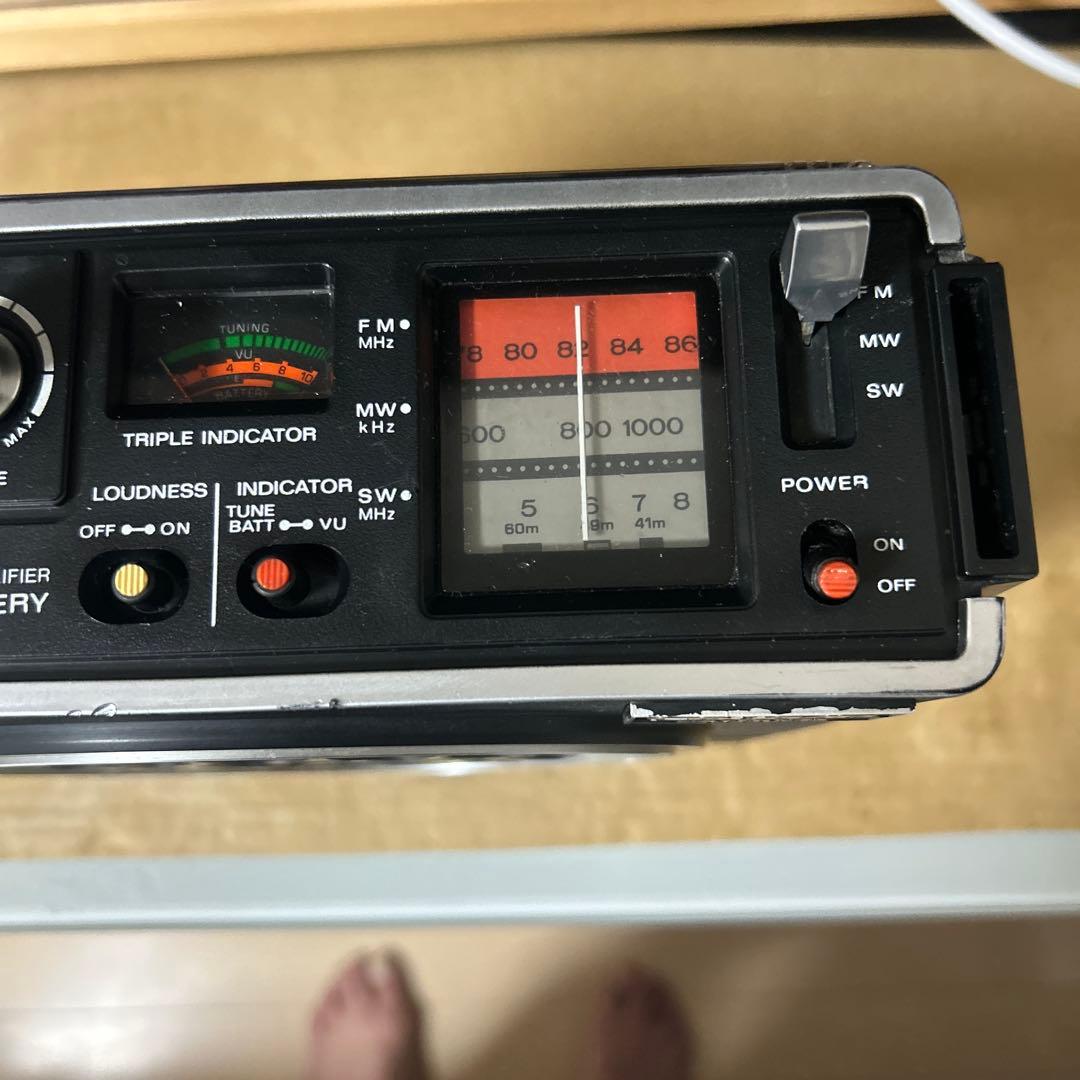 TUNING
VU
4 6 8 10
BATTERY
TRIPLE INDICATOR
MAX
LOUDNESS
OFF ON
INDICATOR
TUNE
BATT VU
IFIER
ERY
FM
MHz
MW
kHz
SW
MHz
78 80 82 84 86
600 800 1000
5 6 7 8
60m 49m 41m
FM
MW
SW
POWER
ON
OFF